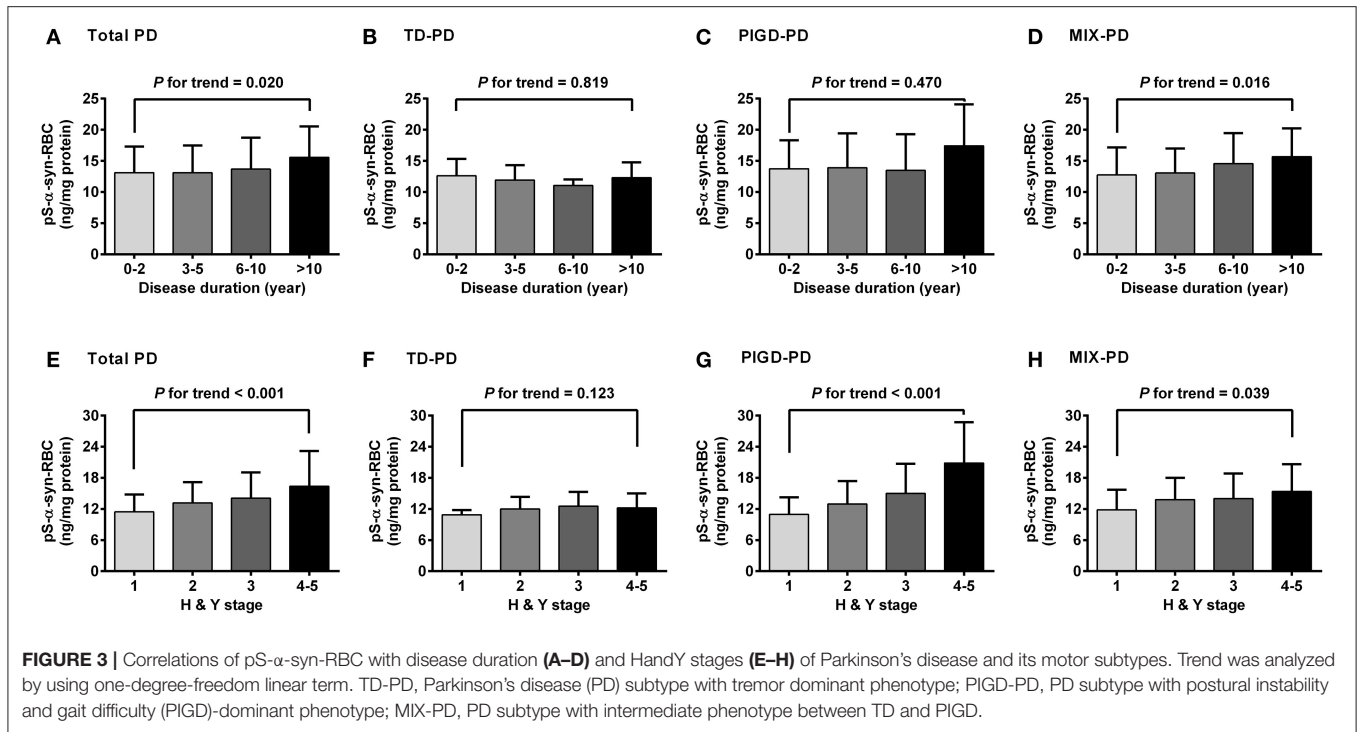 A Total PD
P for trend = 0.020
25
20
15
10
5
0
pS-α-syn-RBC
(ng/mg protein)
0-2 3-5 6-10 >10
Disease duration (year)
B TD-PD
P for trend = 0.819
25
20
15
10
5
0
pS-α-syn-RBC
(ng/mg protein)
0-2 3-5 6-10 >10
Disease duration (year)
C PIGD-PD
P for trend = 0.470
25
20
15
10
5
0
pS-α-syn-RBC
(ng/mg protein)
0-2 3-5 6-10 >10
Disease duration (year)
D MIX-PD
P for trend = 0.016
25
20
15
10
5
0
pS-α-syn-RBC
(ng/mg protein)
0-2 3-5 6-10 >10
Disease duration (year)
E Total PD
P for trend < 0.001
30
24
18
12
6
0
pS-α-syn-RBC
(ng/mg protein)
1 2 3 4-5
H & Y stage
F TD-PD
P for trend = 0.123
30
24
18
12
6
0
pS-α-syn-RBC
(ng/mg protein)
1 2 3 4-5
H & Y stage
G PIGD-PD
P for trend < 0.001
30
24
18
12
6
0
pS-α-syn-RBC
(ng/mg protein)
1 2 3 4-5
H & Y stage
H MIX-PD
P for trend = 0.039
30
24
18
12
6
0
pS-α-syn-RBC
(ng/mg protein)
1 2 3 4-5
H & Y stage
FIGURE 3 | Correlations of pS-α-syn-RBC with disease duration (A–D) and HandY stages (E–H) of Parkinson's disease and its motor subtypes. Trend was analyzed
by using one-degree-freedom linear term. TD-PD, Parkinson's disease (PD) subtype with tremor dominant phenotype; PIGD-PD, PD subtype with postural instability
and gait difficulty (PIGD)-dominant phenotype; MIX-PD, PD subtype with intermediate phenotype between TD and PIGD.